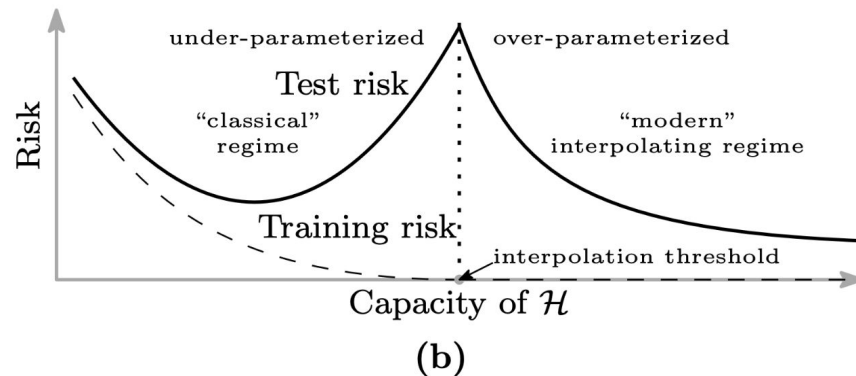 under-parameterized
over-parameterized
Test risk
“classical”
regime
“modern”
interpolating regime
Risk
Training risk
interpolation threshold
Capacity of ℋ
(b)